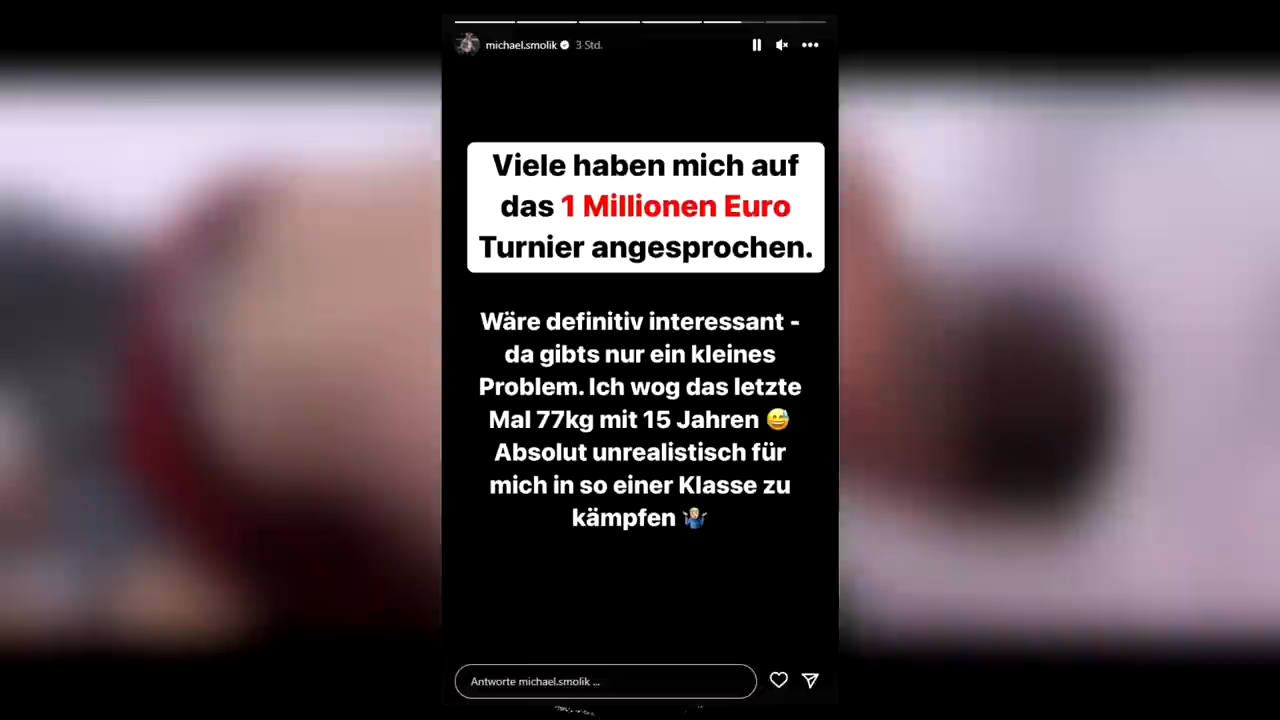 michael.smolik 3 Std.
Viele haben mich auf
das 1 Millionen Euro
Turnier angesprochen.
Wäre definitiv interessant -
da gibts nur ein kleines
Problem. Ich wog das letzte
Mal 77kg mit 15 Jahren 😅
Absolut unrealistisch für
mich in so einer Klasse zu
kämpfen 🤷🏼‍♂️
Antworte michael.smolik ...